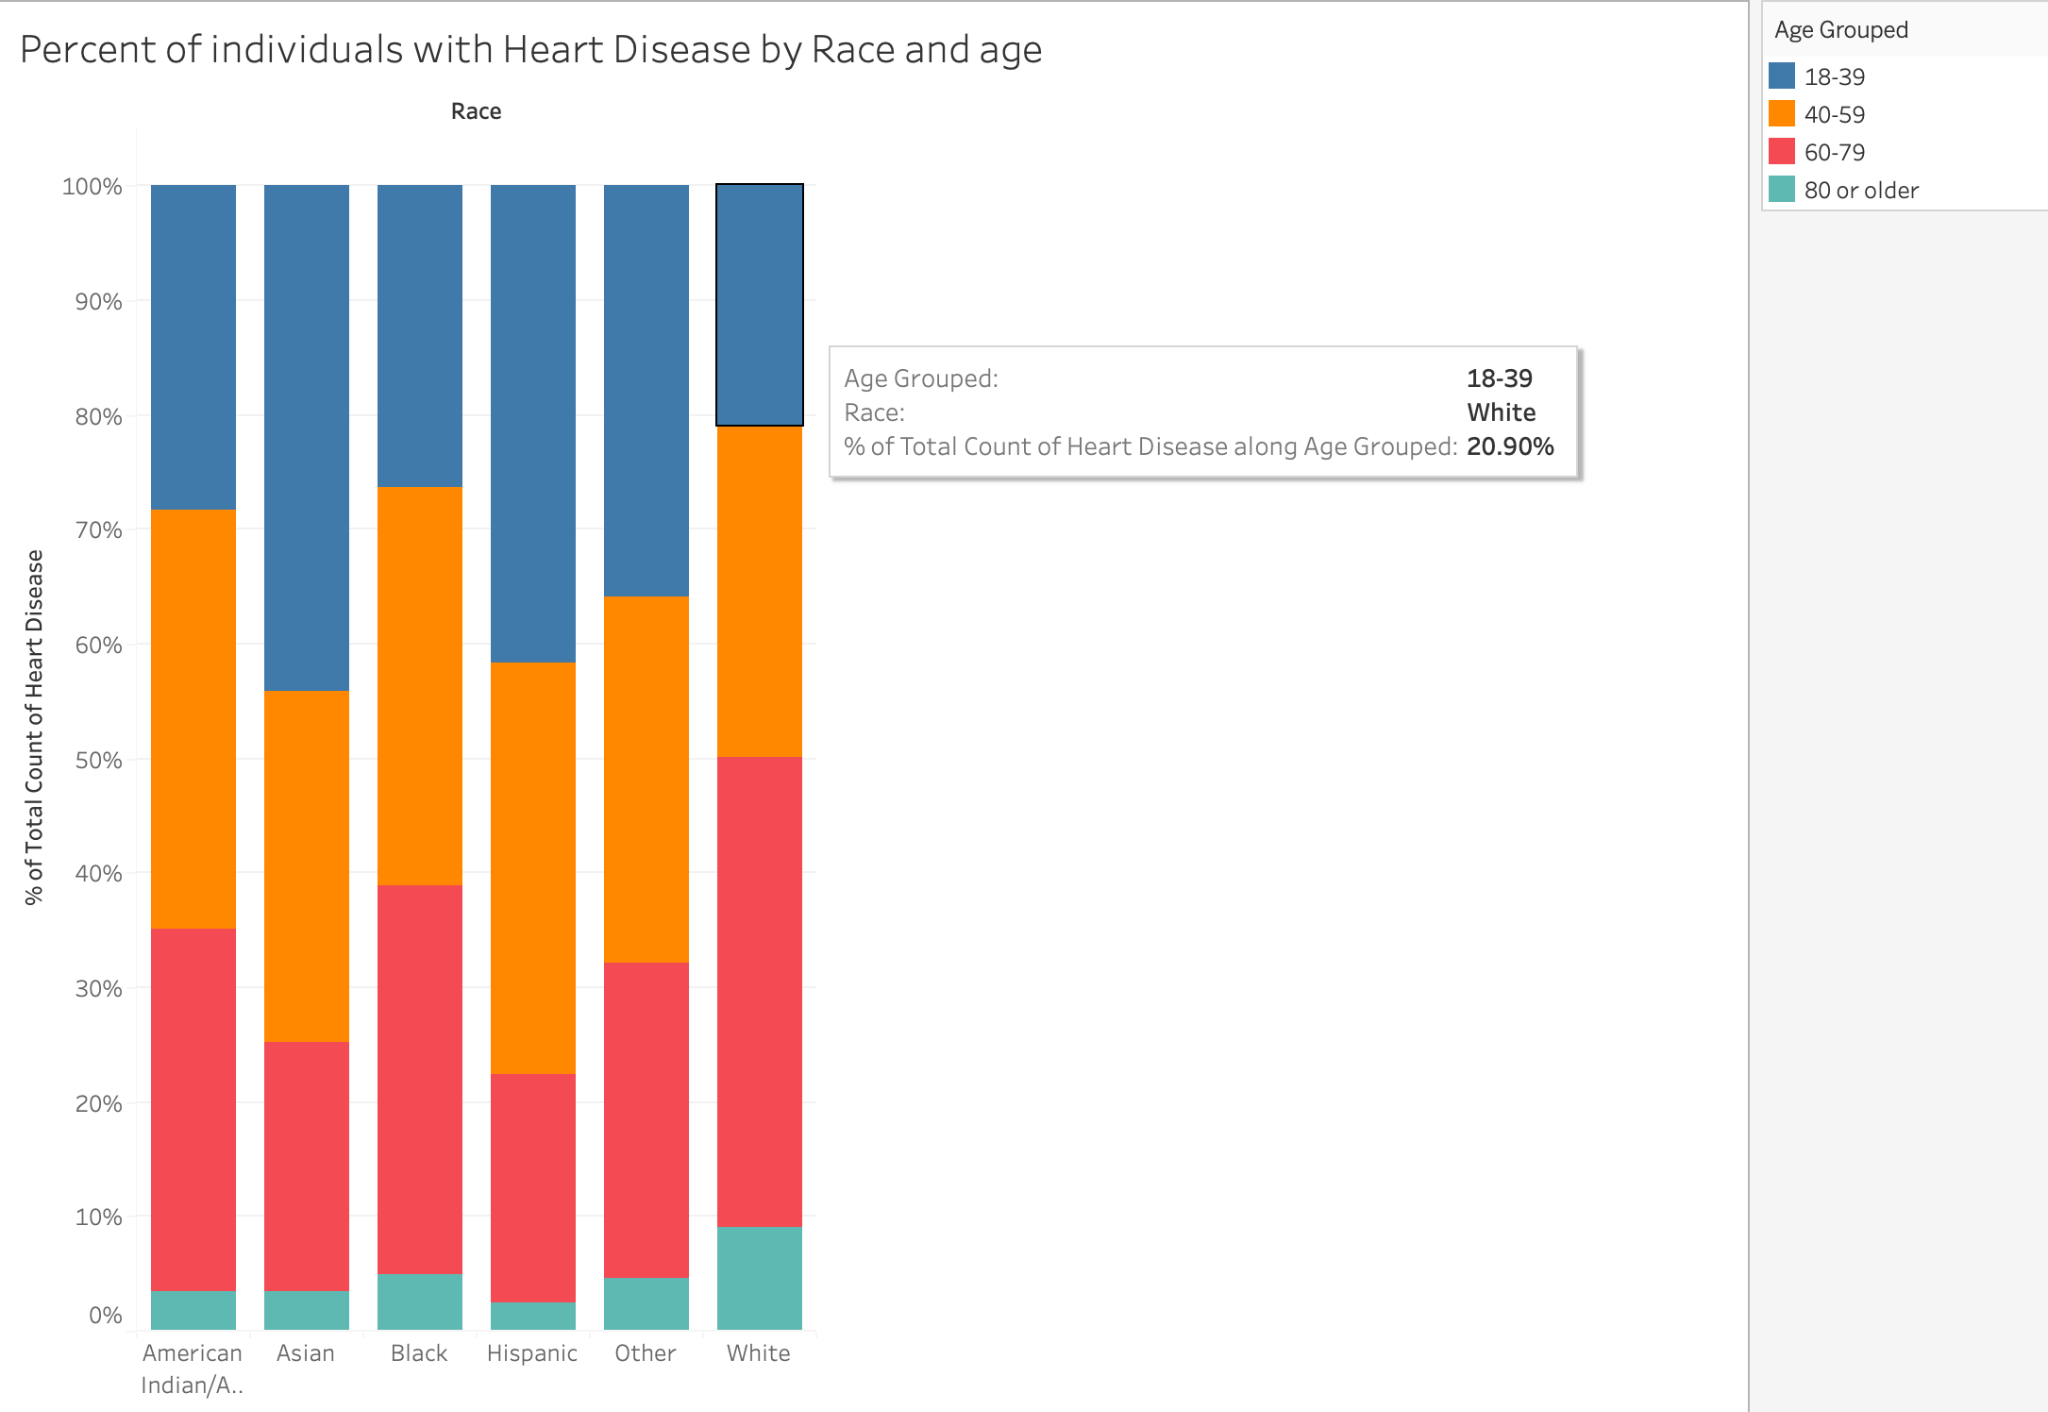 Percent of individuals with Heart Disease by Race and age
Race
% of Total Count of Heart Disease
100%
90%
80%
70%
60%
50%
40%
30%
20%
10%
0%
American
Indian/A..
Asian
Black
Hispanic
Other
White
Age Grouped: 18-39
Race: White
% of Total Count of Heart Disease along Age Grouped: 20.90%
Age Grouped
18-39
40-59
60-79
80 or older